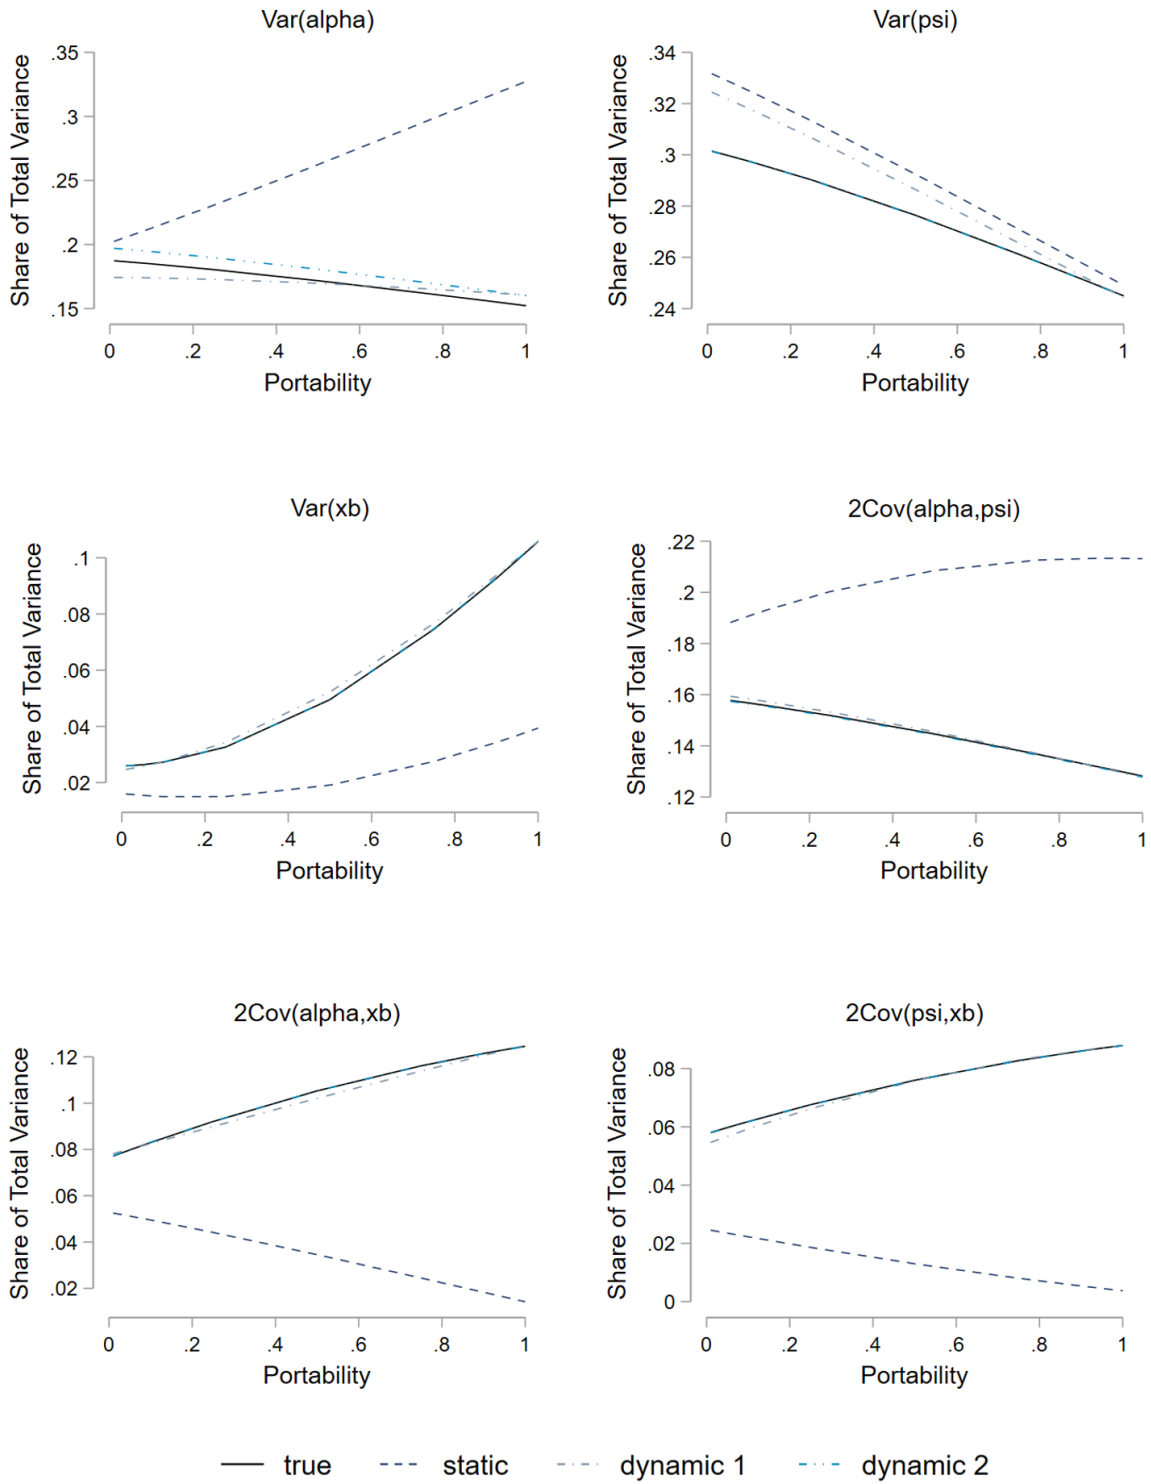 Var(alpha)
Share of Total Variance
.35
.3
.25
.2
.15
0 .2 .4 .6 .8 1
Portability
Var(psi)
Share of Total Variance
.34
.32
.3
.28
.26
.24
0 .2 .4 .6 .8 1
Portability
Var(xb)
Share of Total Variance
.1
.08
.06
.04
.02
0 .2 .4 .6 .8 1
Portability
2Cov(alpha,psi)
Share of Total Variance
.22
.2
.18
.16
.14
.12
0 .2 .4 .6 .8 1
Portability
2Cov(alpha,xb)
Share of Total Variance
.12
.1
.08
.06
.04
.02
0 .2 .4 .6 .8 1
Portability
2Cov(psi,xb)
Share of Total Variance
.08
.06
.04
.02
0
0 .2 .4 .6 .8 1
Portability
true static dynamic 1 dynamic 2